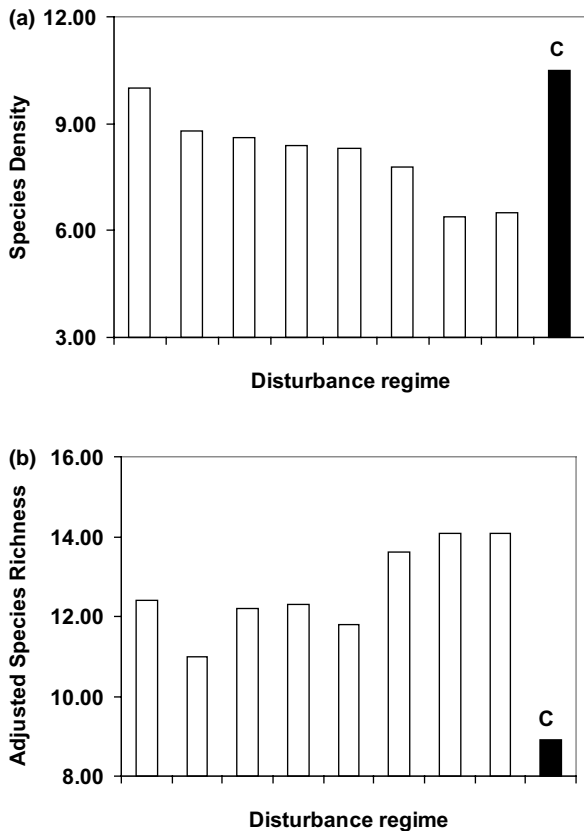 (a)
12.00
9.00
6.00
3.00
Species Density
C
Disturbance regime
(b)
16.00
14.00
12.00
10.00
8.00
Adjusted Species Richness
C
Disturbance regime